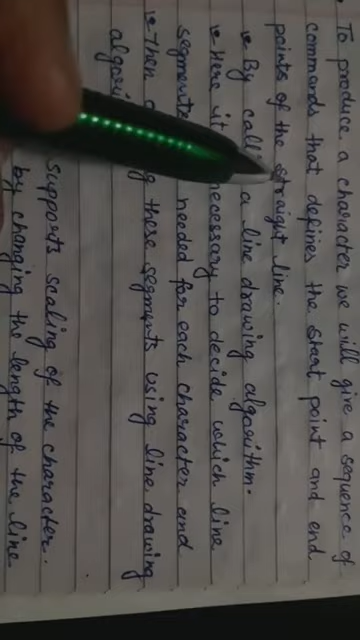 To produce a character we will give a sequence of
commands that defines the start point and end
points of the straight line.
By call a line drawing algorithm.
Here it necessary to decide which line
segments needed for each character and
Then these segments using line drawing
algori
supports scaling of the character.
by changing the length of the line